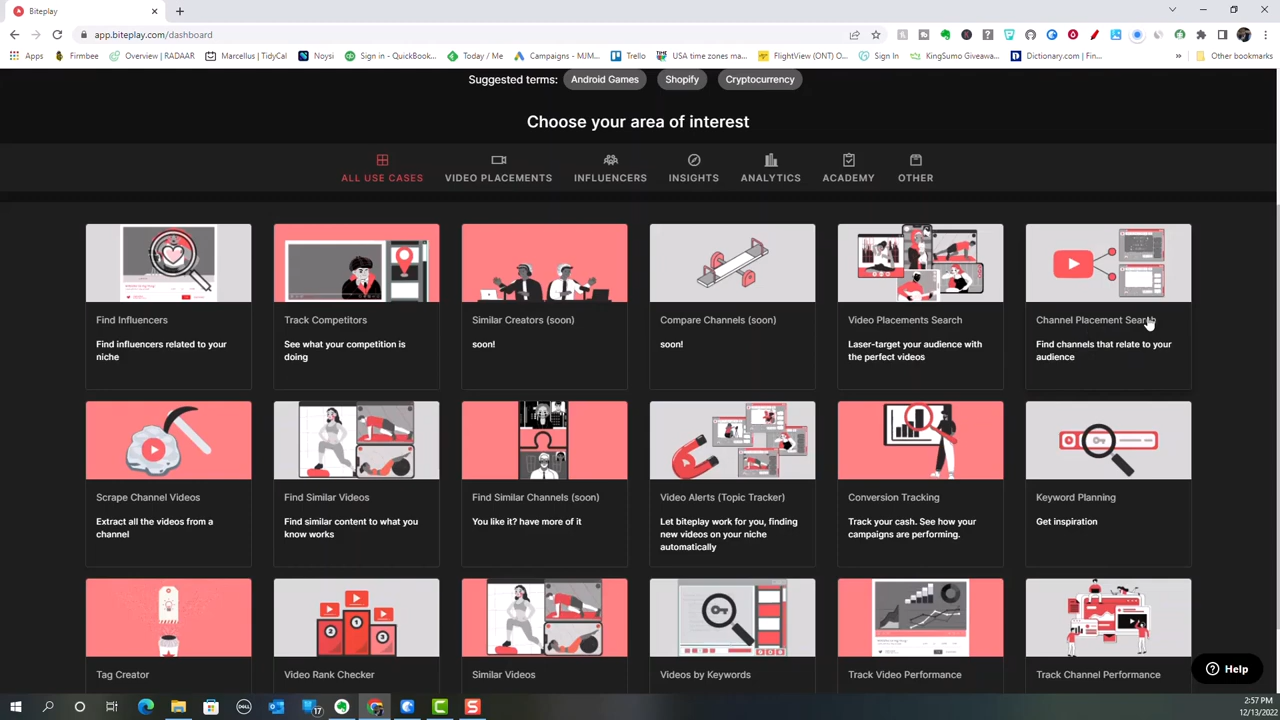 Biteplay
app.biteplay.com/dashboard
Apps
Firmbee
Overview | RADAAR
Marcellus | TidyCal
Noysi
Sign in - QuickBook...
Today / Me
Campaigns - MJM...
Trello
USA time zones ma...
FlightView (ONT) O...
Sign In
KingSumo Giveawa...
Dictionary.com | Fin...
»
Other bookmarks
Suggested terms: Android Games Shopify Cryptocurrency
Choose your area of interest
ALL USE CASES VIDEO PLACEMENTS INFLUENCERS INSIGHTS ANALYTICS ACADEMY OTHER
Find Influencers
Find influencers related to your
niche
Track Competitors
See what your competition is
doing
Similar Creators (soon)
soon!
Compare Channels (soon)
soon!
Video Placements Search
Laser-target your audience with
the perfect videos
Channel Placement Search
Find channels that relate to your
audience
Scrape Channel Videos
Extract all the videos from a
channel
Find Similar Videos
Find similar content to what you
know works
Find Similar Channels (soon)
You like it? have more of it
Video Alerts (Topic Tracker)
Let biteplay work for you, finding
new videos on your niche
automatically
Conversion Tracking
Track your cash. See how your
campaigns are performing.
Keyword Planning
Get inspiration
2 1 3
Tag Creator
Video Rank Checker
Similar Videos
Videos by Keywords
Track Video Performance
Track Channel Performance
Help
DELL
17
2:57 PM
12/13/2022